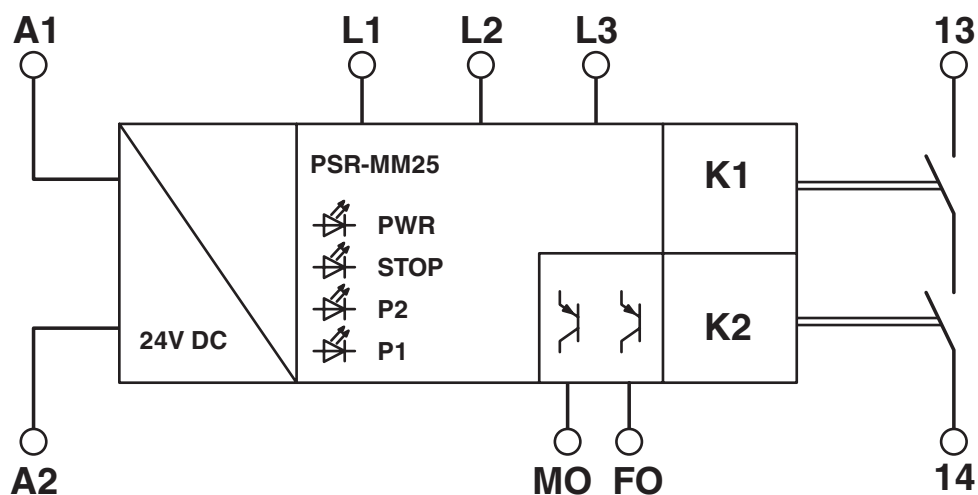 A1 L1 L2 L3 13
PSR-MM25
K1
PWR
STOP
P2
P1
24V DC
K2
A2 MO FO 14